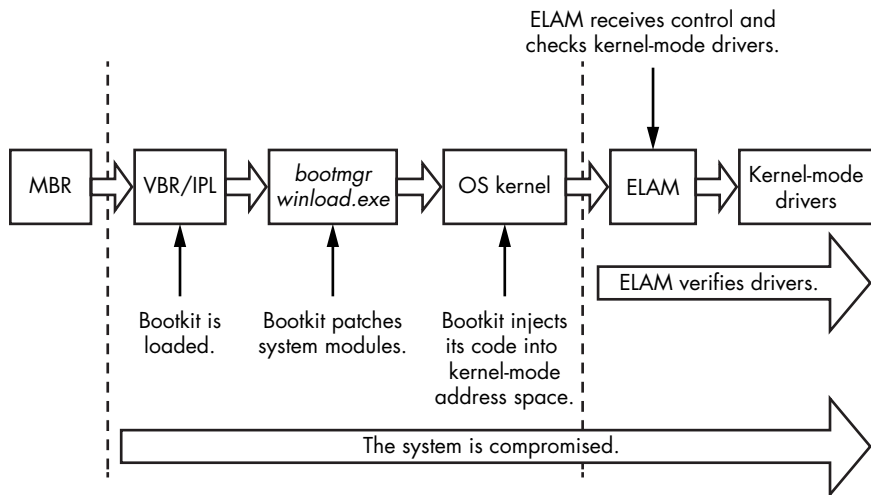 ELAM receives control and
checks kernel-mode drivers.
MBR
VBR/IPL
bootmgr
winload.exe
OS kernel
ELAM
Kernel-mode
drivers
ELAM verifies drivers.
Bootkit is
loaded.
Bootkit patches
system modules.
Bootkit injects
its code into
kernel-mode
address space.
The system is compromised.